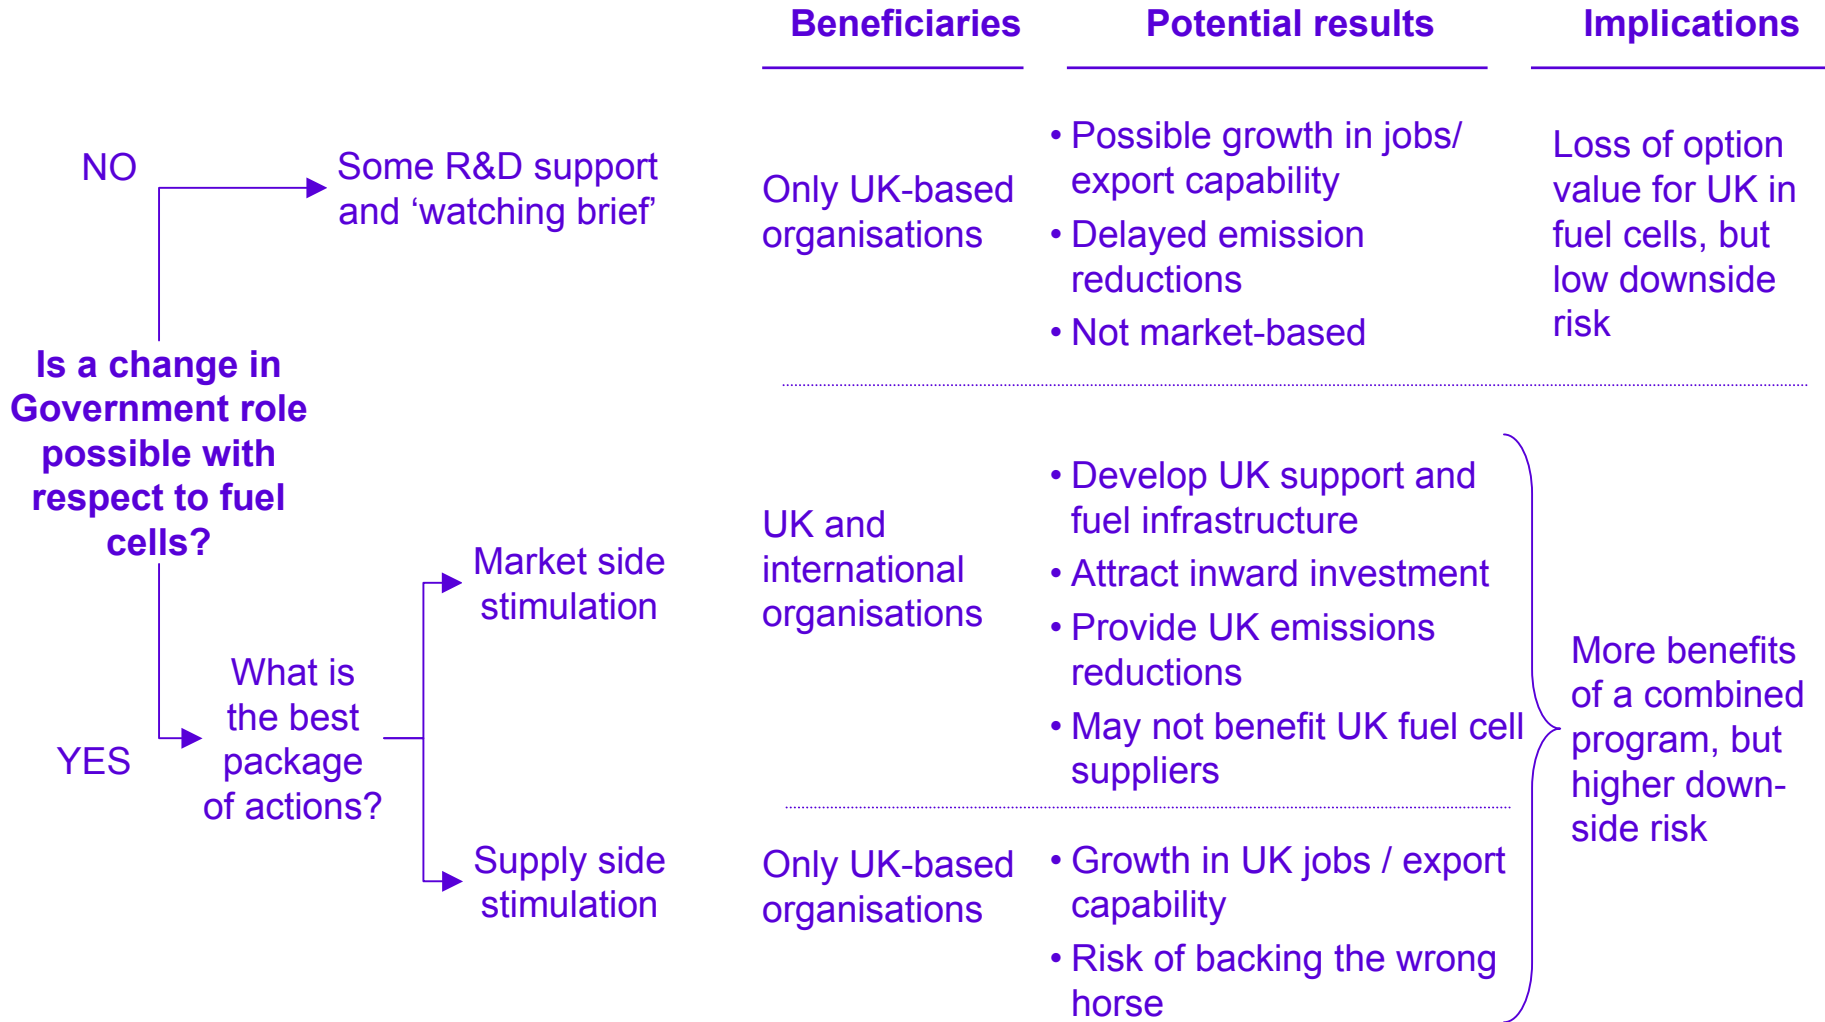 Beneficiaries
Potential results
Implications
NO
Some R&D support
and ‘watching brief’
Only UK-based
organisations
• Possible growth in jobs/
export capability
• Delayed emission
reductions
• Not market-based
Loss of option
value for UK in
fuel cells, but
low downside
risk
Is a change in
Government role
possible with
respect to fuel
cells?
YES
What is
the best
package
of actions?
Market side
stimulation
UK and
international
organisations
• Develop UK support and
fuel infrastructure
• Attract inward investment
• Provide UK emissions
reductions
• May not benefit UK fuel cell
suppliers
Supply side
stimulation
Only UK-based
organisations
• Growth in UK jobs / export
capability
• Risk of backing the wrong
horse
More benefits
of a combined
program, but
higher down-
side risk